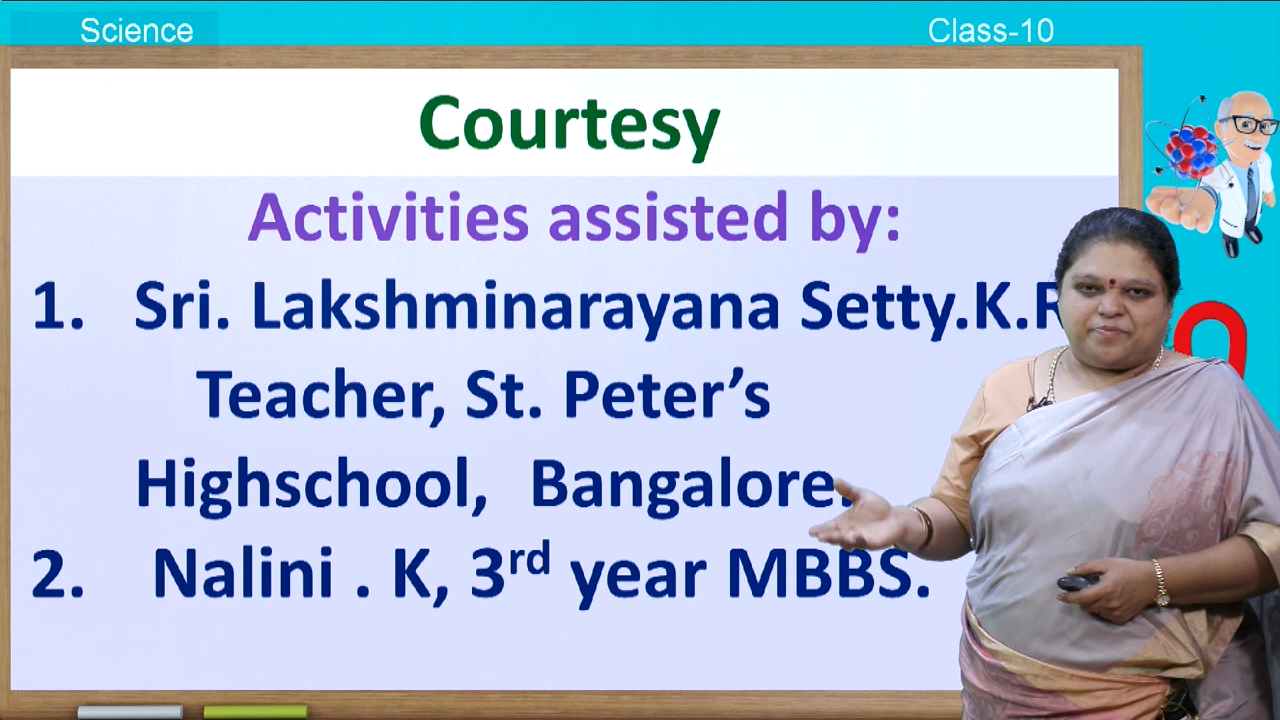 Science
Class-10
Courtesy
Activities assisted by:
1. Sri. Lakshminarayana Setty.K.R
Teacher, St. Peter’s
Highschool, Bangalore.
2. Nalini . K, 3rd year MBBS.